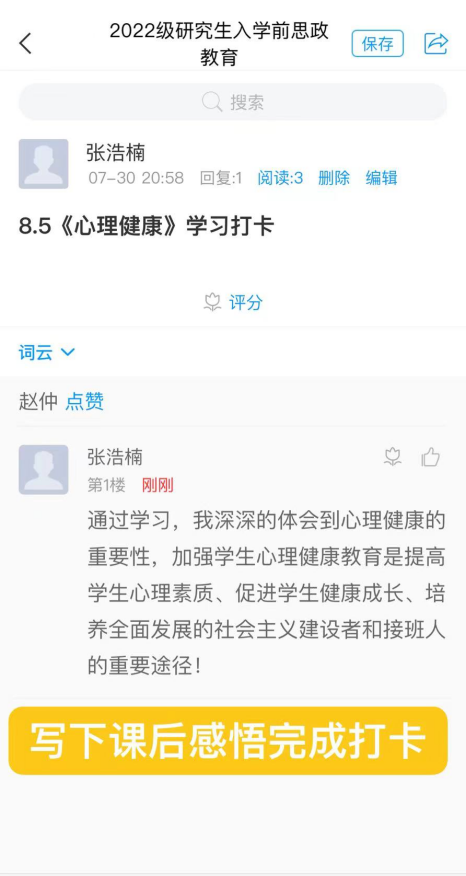 2022级研究生入学前思政
教育
保存
搜索
张浩楠
07-30 20:58 回复:1 阅读:3 删除 编辑
8.5《心理健康》学习打卡
评分
词云
赵仲 点赞
张浩楠
第1楼 刚刚
通过学习，我深深的体会到心理健康的
重要性，加强学生心理健康教育是提高
学生心理素质、促进学生健康成长、培
养全面发展的社会主义建设者和接班人
的重要途径！
写下课后感悟完成打卡